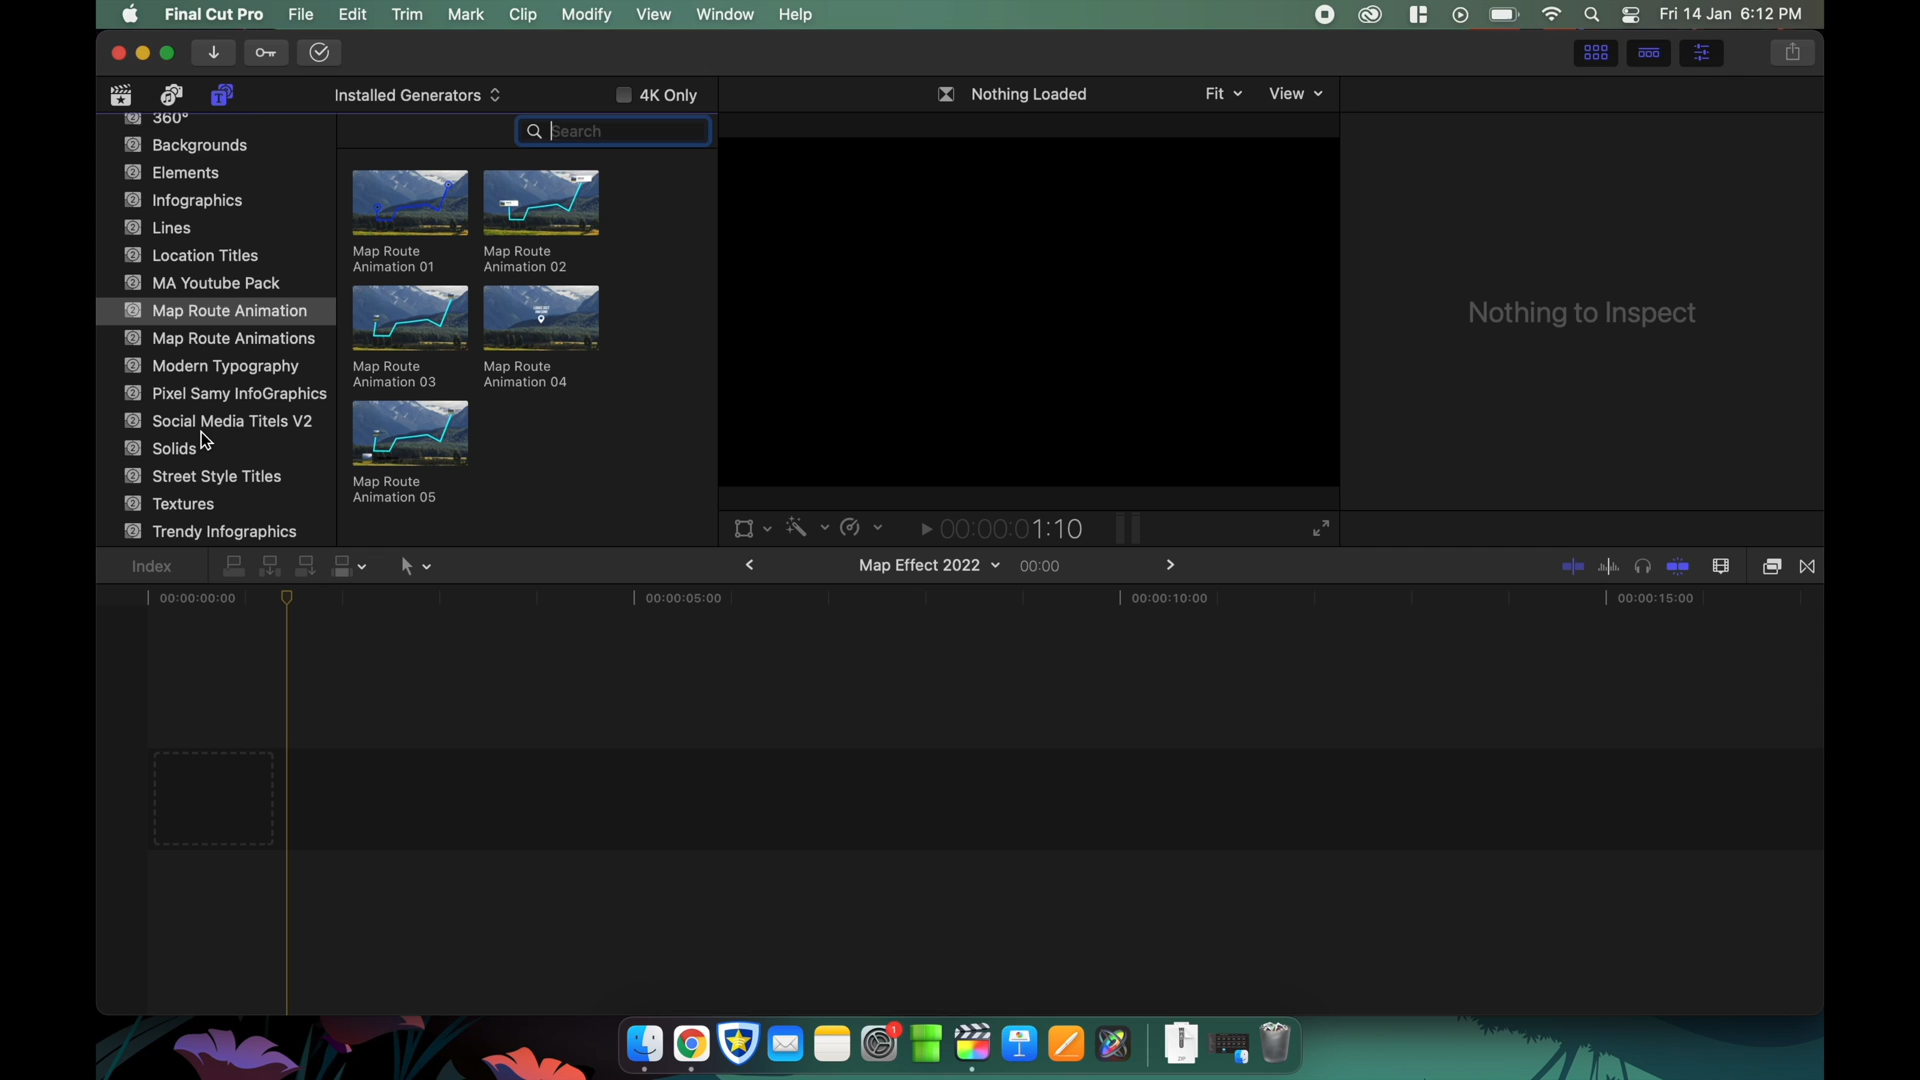 Final Cut Pro File Edit Trim Mark Clip Modify View Window Help Fri 14 Jan 6:12 PM
Installed Generators 4K Only Nothing Loaded Fit View
360°
Search
Backgrounds
Elements
Infographics
Lines
Location Titles
MA Youtube Pack
Map Route Animation
Map Route Animations
Modern Typography
Pixel Samy InfoGraphics
Social Media Titels V2
Solids
Street Style Titles
Textures
Trendy Infographics
Map Route
Animation 01
Map Route
Animation 02
Map Route
Animation 03
Map Route
Animation 04
Map Route
Animation 05
Nothing to Inspect
00:00:01:10
Index Map Effect 2022 00:00
00:00:00:00 00:00:05:00 00:00:10:00 00:00:15:00
1
ZIP